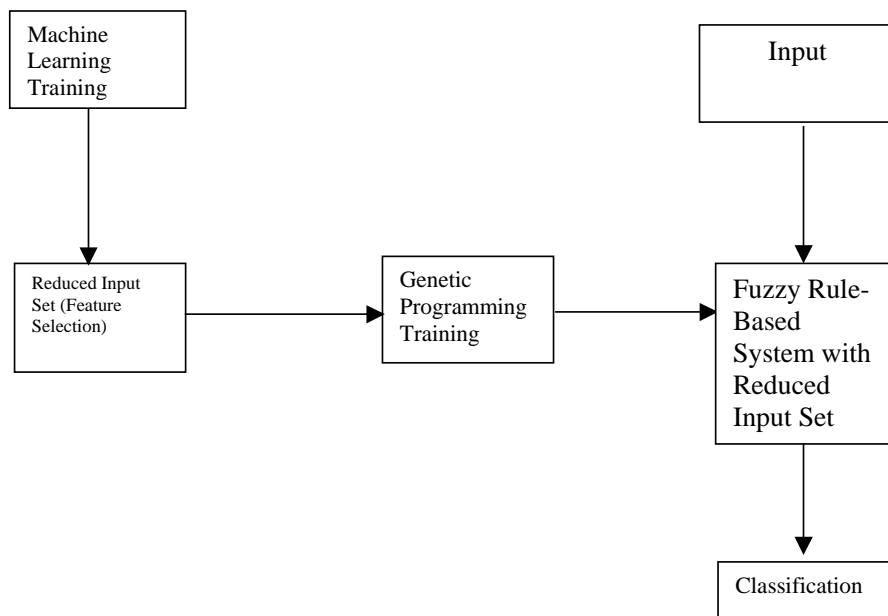 Machine
Learning
Training
Input
Reduced Input
Set (Feature
Selection)
Genetic
Programming
Training
Fuzzy Rule-
Based
System with
Reduced
Input Set
Classification